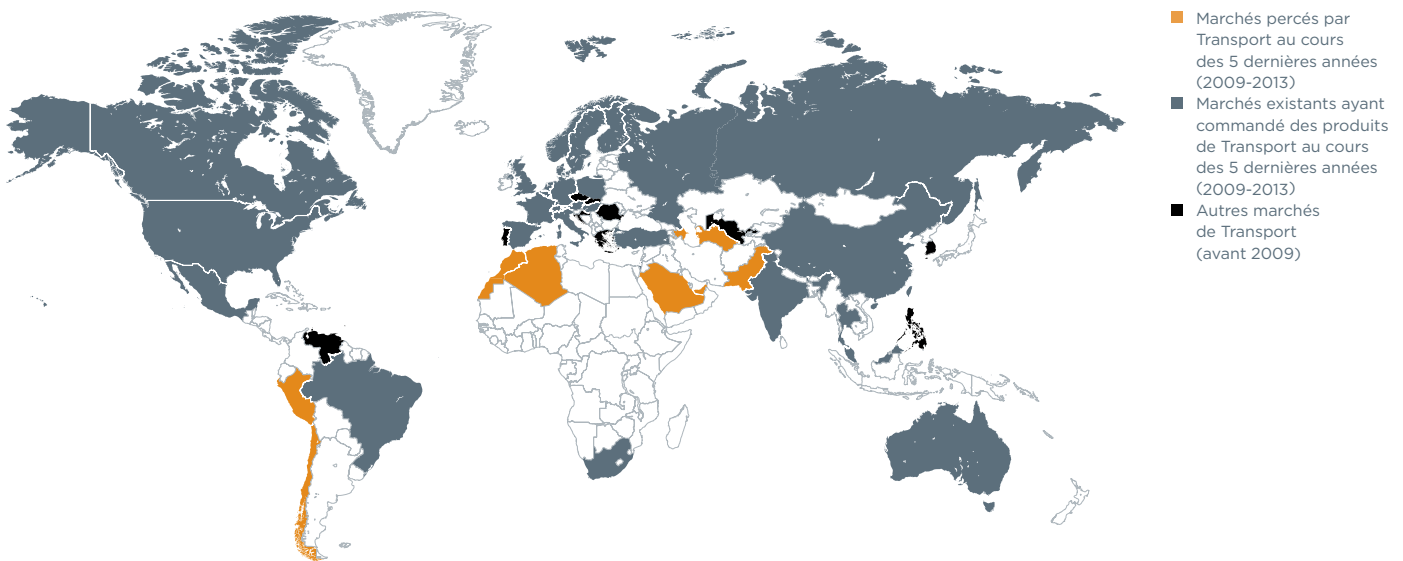 Marchés percés par
Transport au cours
des 5 dernières années
(2009-2013)
Marchés existants ayant
commandé des produits
de Transport au cours
des 5 dernières années
(2009-2013)
Autres marchés
de Transport
(avant 2009)